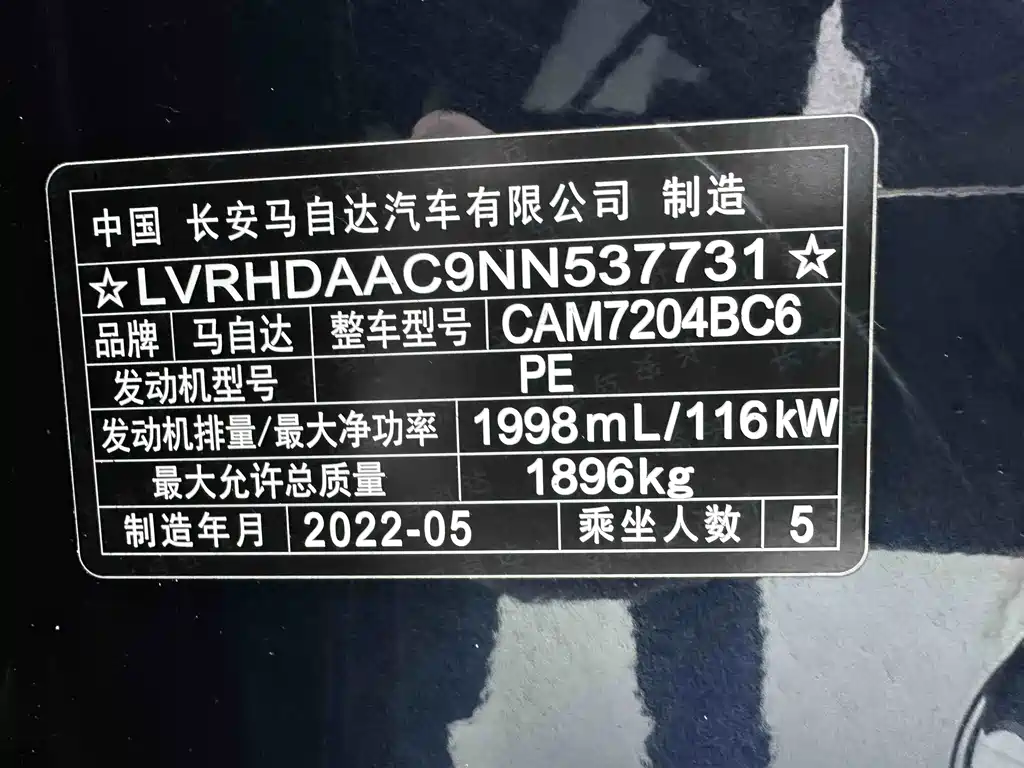 中国 长安马自达汽车有限公司 制造
☆LVRHDAAC9NN537731☆
品牌 马自达 整车型号 CAM7204BC6
发动机型号 PE
发动机排量/最大净功率 1998mL/116kW
最大允许总质量 1896kg
制造年月 2022-05 乘坐人数 5